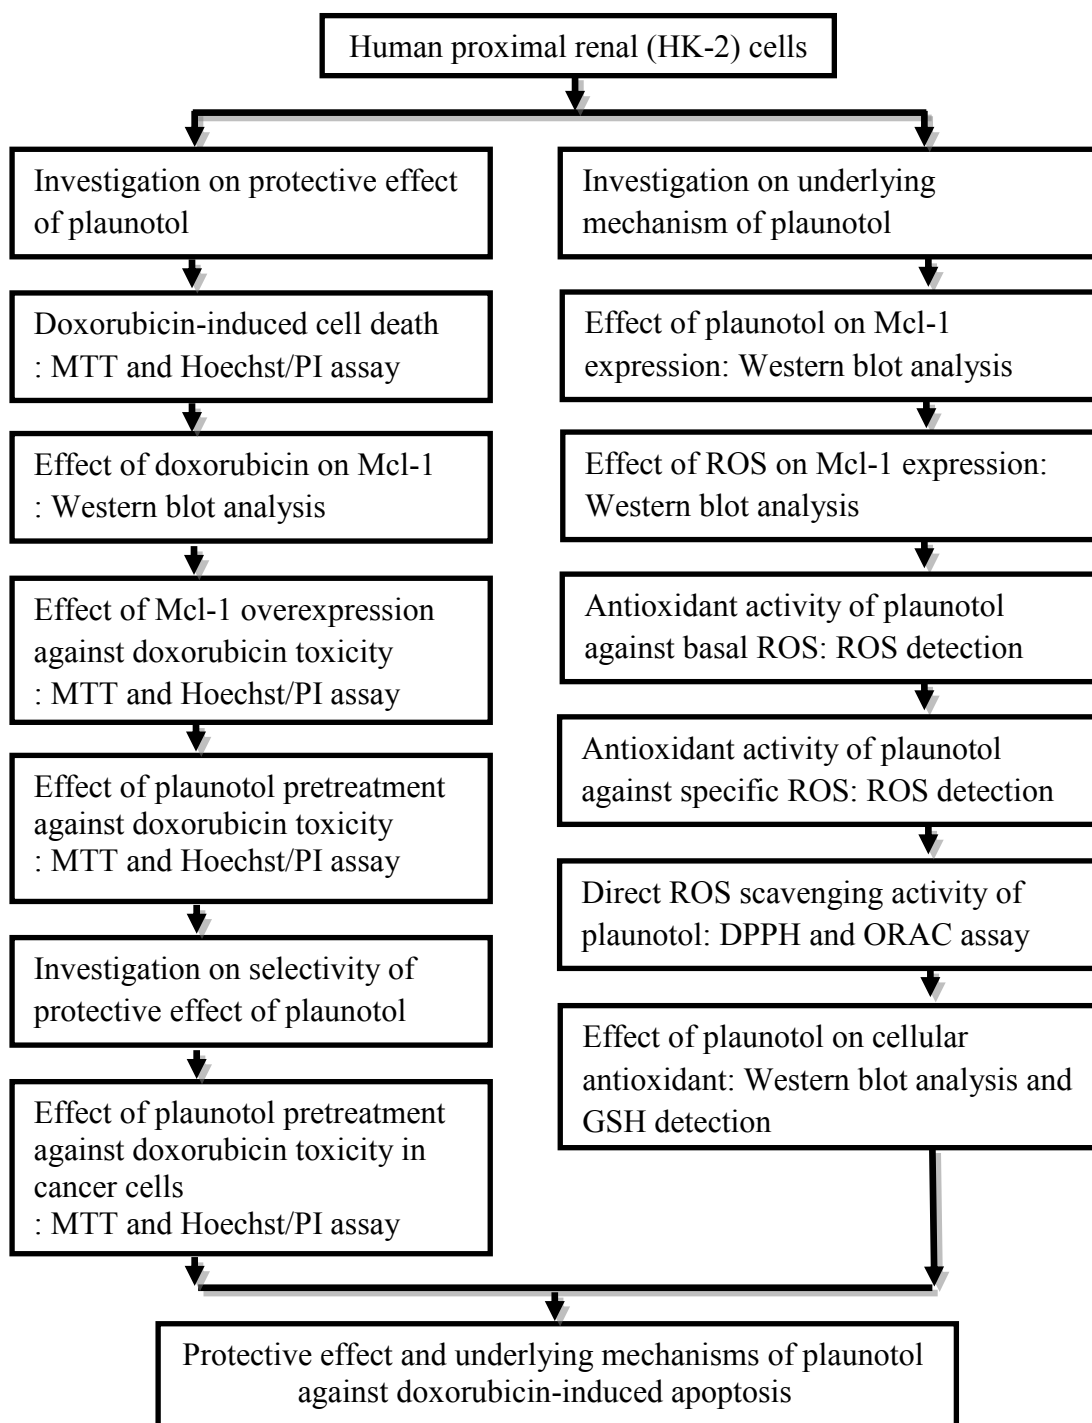 Human proximal renal (HK-2) cells
Investigation on protective effect
of plaunotol
Doxorubicin-induced cell death
: MTT and Hoechst/PI assay
Effect of doxorubicin on Mcl-1
: Western blot analysis
Effect of Mcl-1 overexpression
against doxorubicin toxicity
: MTT and Hoechst/PI assay
Effect of plaunotol pretreatment
against doxorubicin toxicity
: MTT and Hoechst/PI assay
Investigation on selectivity of
protective effect of plaunotol
Effect of plaunotol pretreatment
against doxorubicin toxicity in
cancer cells
: MTT and Hoechst/PI assay
Investigation on underlying
mechanism of plaunotol
Effect of plaunotol on Mcl-1
expression: Western blot analysis
Effect of ROS on Mcl-1 expression:
Western blot analysis
Antioxidant activity of plaunotol
against basal ROS: ROS detection
Antioxidant activity of plaunotol
against specific ROS: ROS detection
Direct ROS scavenging activity of
plaunotol: DPPH and ORAC assay
Effect of plaunotol on cellular
antioxidant: Western blot analysis and
GSH detection
Protective effect and underlying mechanisms of plaunotol
against doxorubicin-induced apoptosis